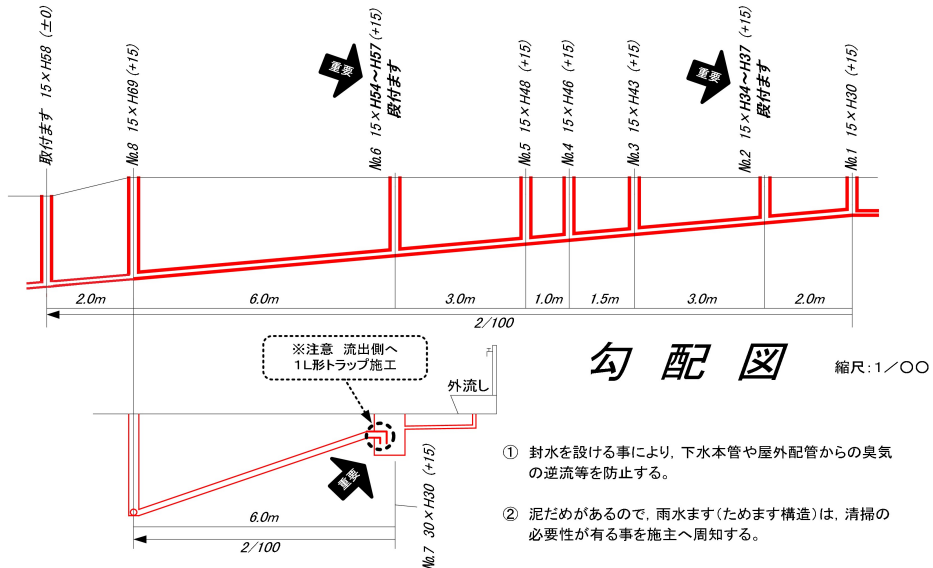 取付ます 15×H58 (±0)
No.8 15×H69 (+15)
重要
No.6 15×H54～H57 (+15)
段付ます
No.5 15×H48 (+15)
No.4 15×H46 (+15)
No.3 15×H43 (+15)
重要
No.2 15×H34～H37 (+15)
段付ます
No.1 15×H30 (+15)
2.0m
6.0m
3.0m
1.0m
1.5m
3.0m
2.0m
2/100
※注意 流出側へ
1L形トラップ施工
外流し
勾配図
縮尺:1/〇〇
重要
No.7 30×H30 (+15)
6.0m
2/100
① 封水を設ける事により, 下水本管や屋外配管からの臭気
の逆流等を防止する。
② 泥だめがあるので, 雨水ます(ためます構造)は, 清掃の
必要性が有る事を施主へ周知する。